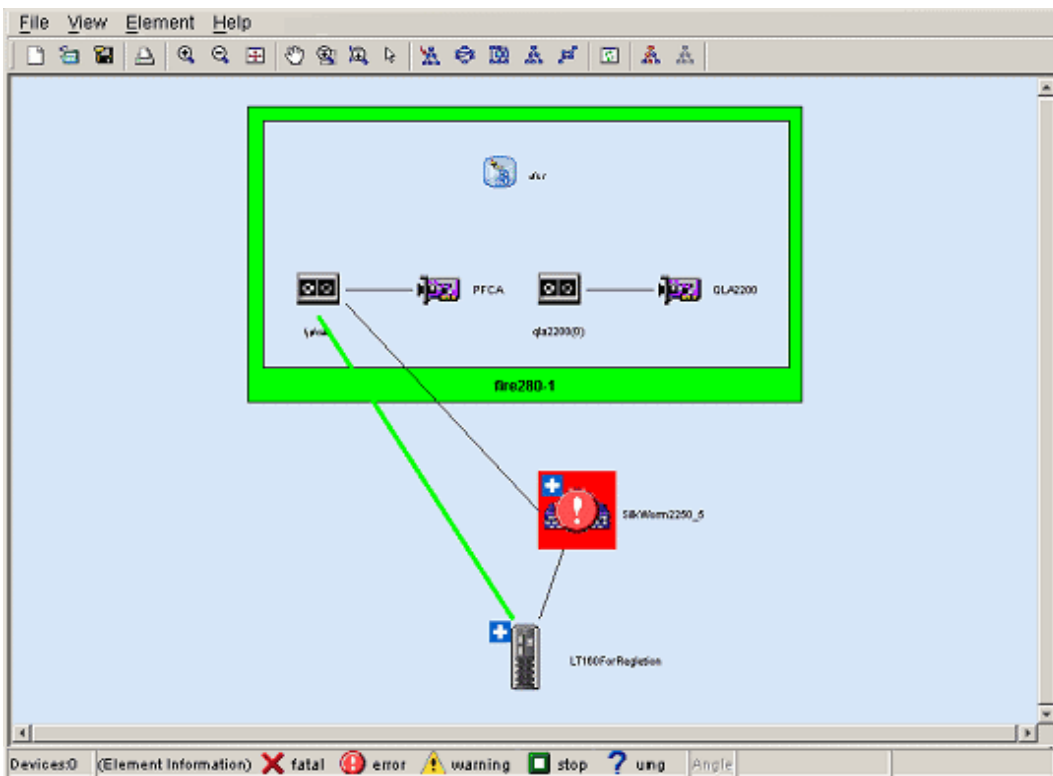 File View Element Help
PFCA
QLA2200
qla2200(0)
fire280-1
SilkWorm2250_5
LT160ForRegletion
Devices:0 (Element Information) fatal error warning stop umg Angle